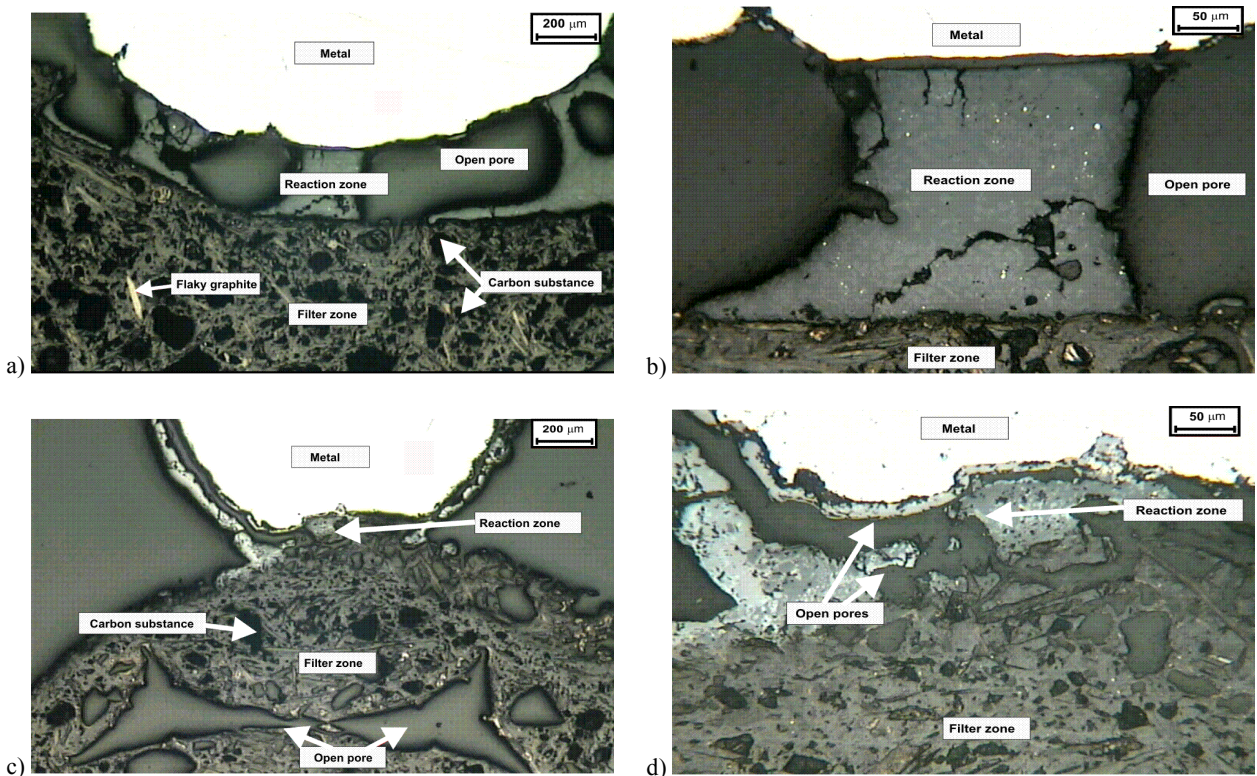 200 μm
Metal
Open pore
Reaction zone
Flaky graphite
Carbon substance
Filter zone
a)
50 μm
Metal
Reaction zone
Open pore
Filter zone
b)
200 μm
Metal
Reaction zone
Carbon substance
Filter zone
Open pore
c)
50 μm
Metal
Reaction zone
Open pores
Filter zone
d)